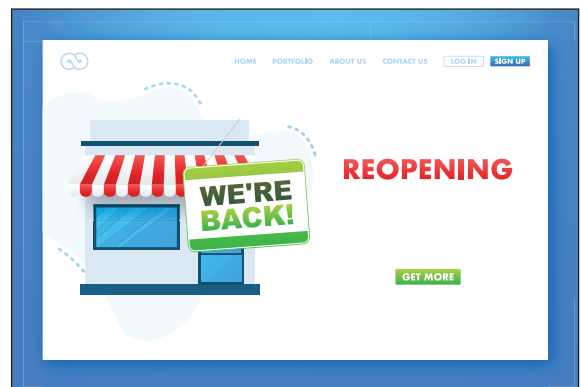 HOME PORTFOLIO ABOUT US CONTACT US LOG IN SIGN UP
WE'RE
BACK!
REOPENING
GET MORE